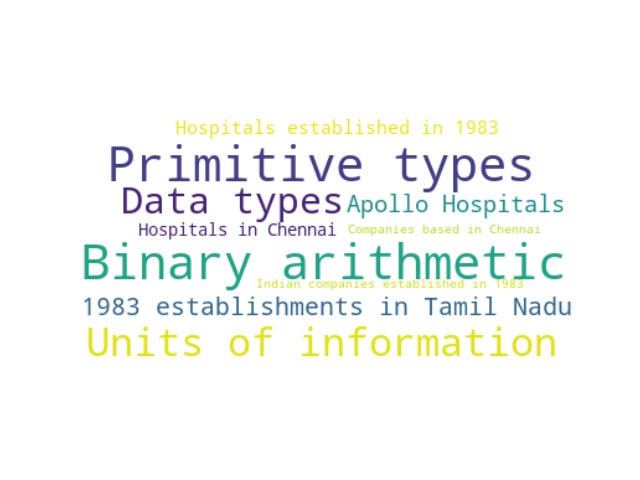 Hospitals established in 1983
Primitive types
Data types
Apollo Hospitals
Hospitals in Chennai
Companies based in Chennai
Binary arithmetic
Indian companies established in 1983
1983 establishments in Tamil Nadu
Units of information